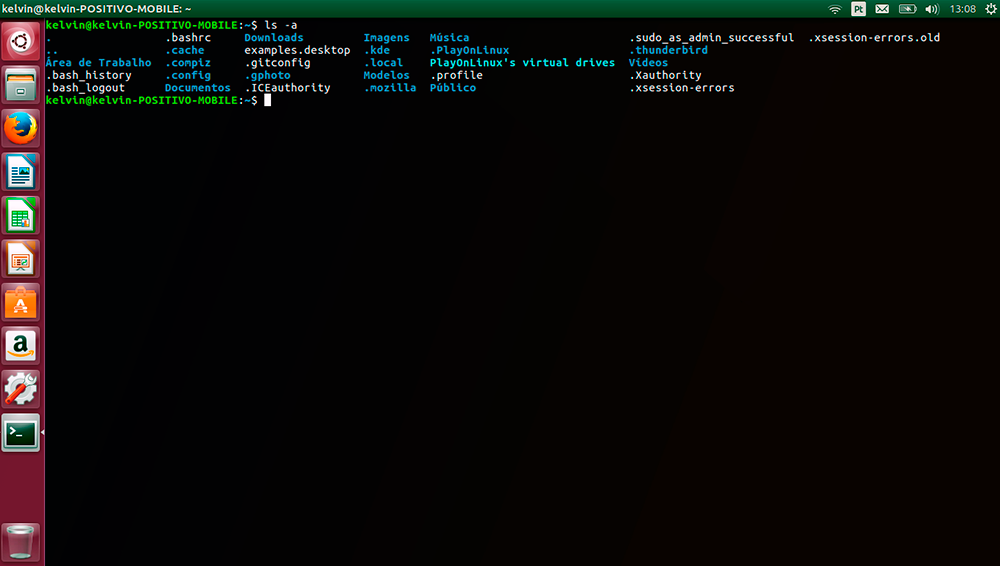 kelvin@kelvin-POSITIVO-MOBILE: ~ Pt 13:08
kelvin@kelvin-POSITIVO-MOBILE:~$ ls -a
. .bashrc Downloads Imagens Música .sudo_as_admin_successful .xsession-errors.old
.. .cache examples.desktop .kde .PlayOnLinux .thunderbird
Área de Trabalho .compiz .gitconfig .local PlayOnLinux's virtual drives Vídeos
.bash_history .config .gphoto Modelos .profile .Xauthority
.bash_logout Documentos .ICEauthority .mozilla Público .xsession-errors
kelvin@kelvin-POSITIVO-MOBILE:~$